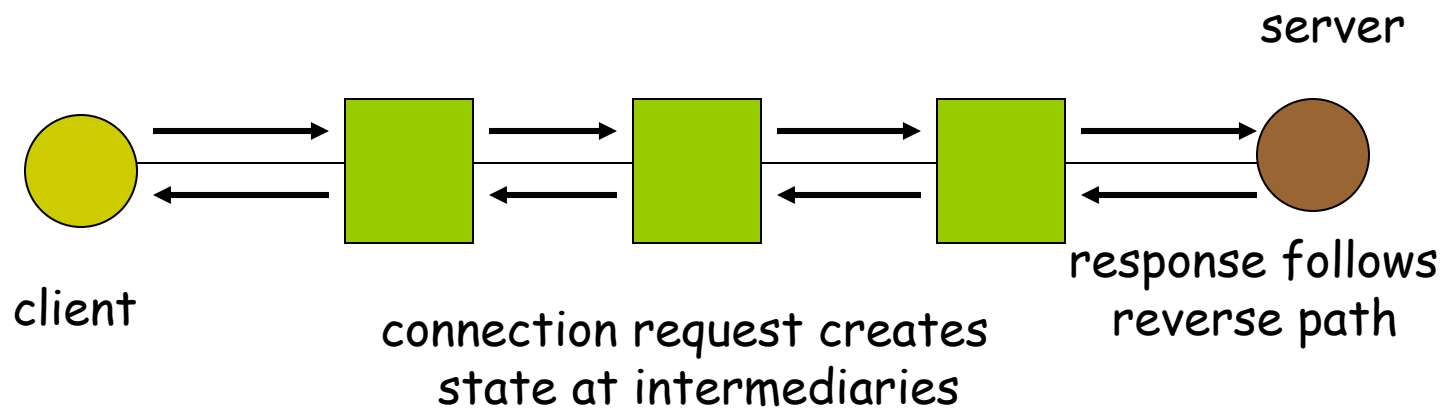 server
client
connection request creates
state at intermediaries
response follows
reverse path